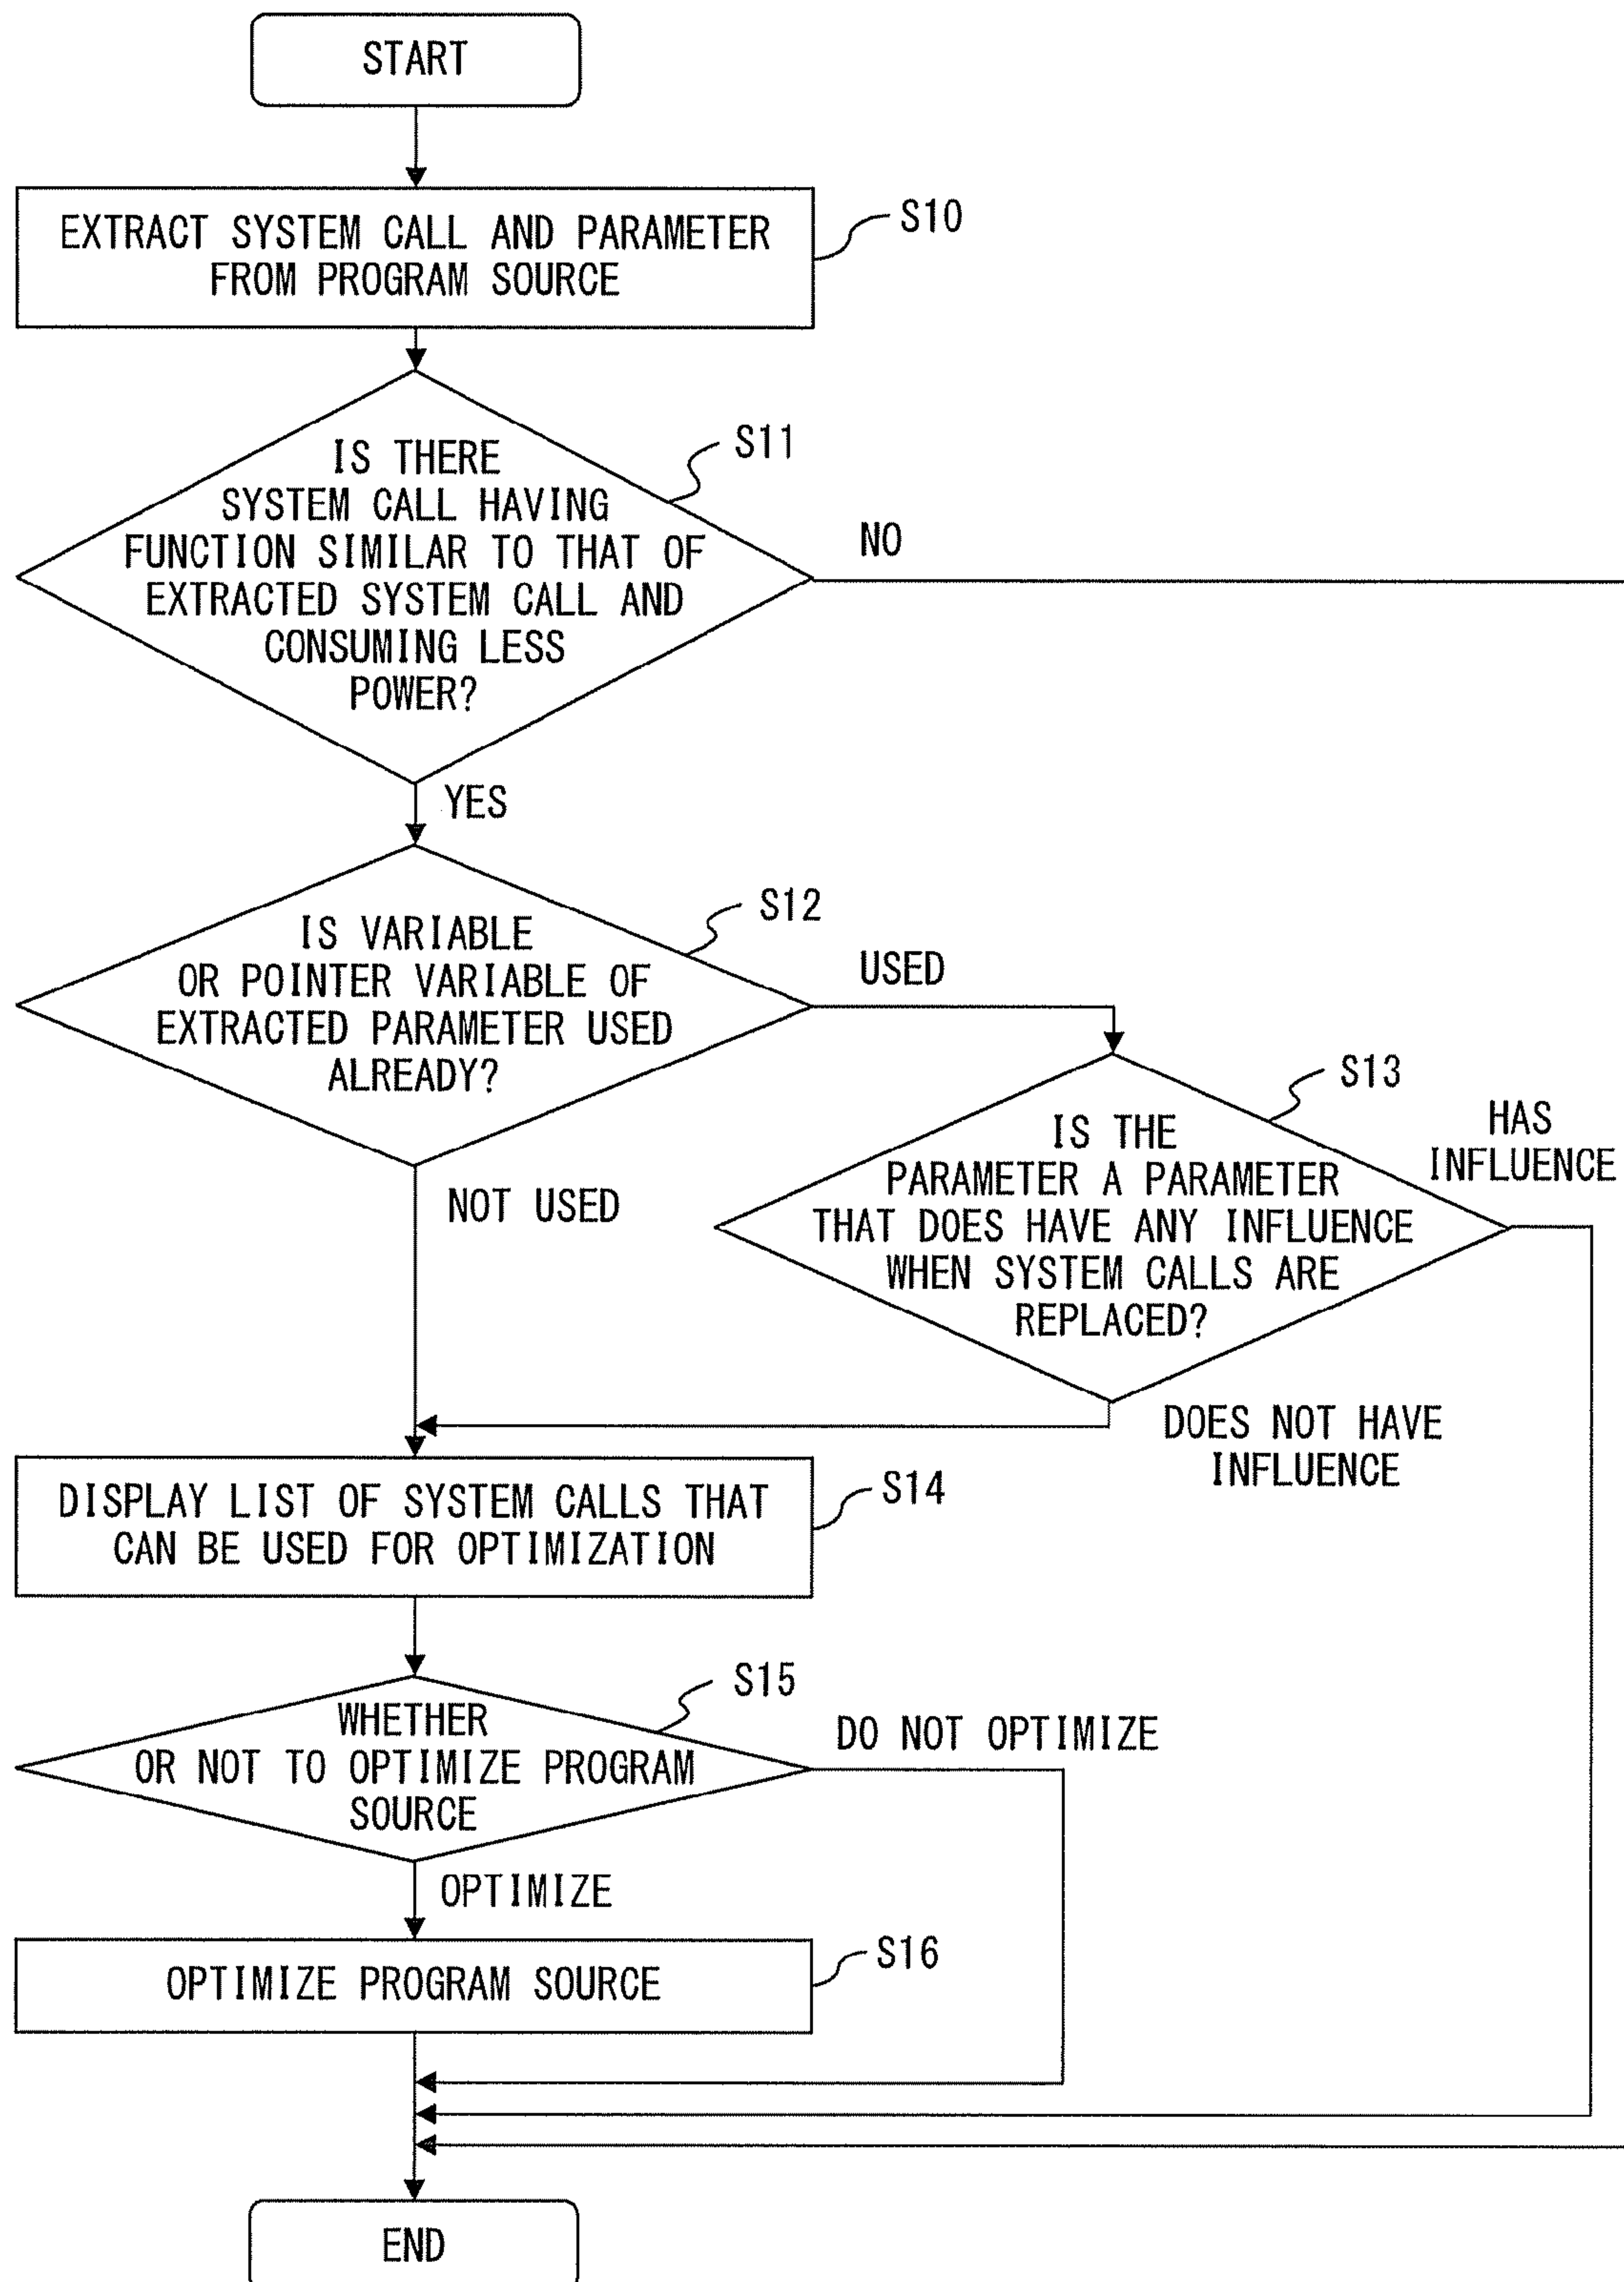 START
EXTRACT SYSTEM CALL AND PARAMETER
FROM PROGRAM SOURCE
S10
IS THERE
SYSTEM CALL HAVING
FUNCTION SIMILAR TO THAT OF
EXTRACTED SYSTEM CALL AND
CONSUMING LESS
POWER?
S11
NO
YES
IS VARIABLE
OR POINTER VARIABLE OF
EXTRACTED PARAMETER USED
ALREADY?
S12
USED
NOT USED
IS THE
PARAMETER A PARAMETER
THAT DOES HAVE ANY INFLUENCE
WHEN SYSTEM CALLS ARE
REPLACED?
S13
HAS
INFLUENCE
DOES NOT HAVE
INFLUENCE
DISPLAY LIST OF SYSTEM CALLS THAT
CAN BE USED FOR OPTIMIZATION
S14
WHETHER
OR NOT TO OPTIMIZE PROGRAM
SOURCE
S15
DO NOT OPTIMIZE
OPTIMIZE
OPTIMIZE PROGRAM SOURCE
S16
END